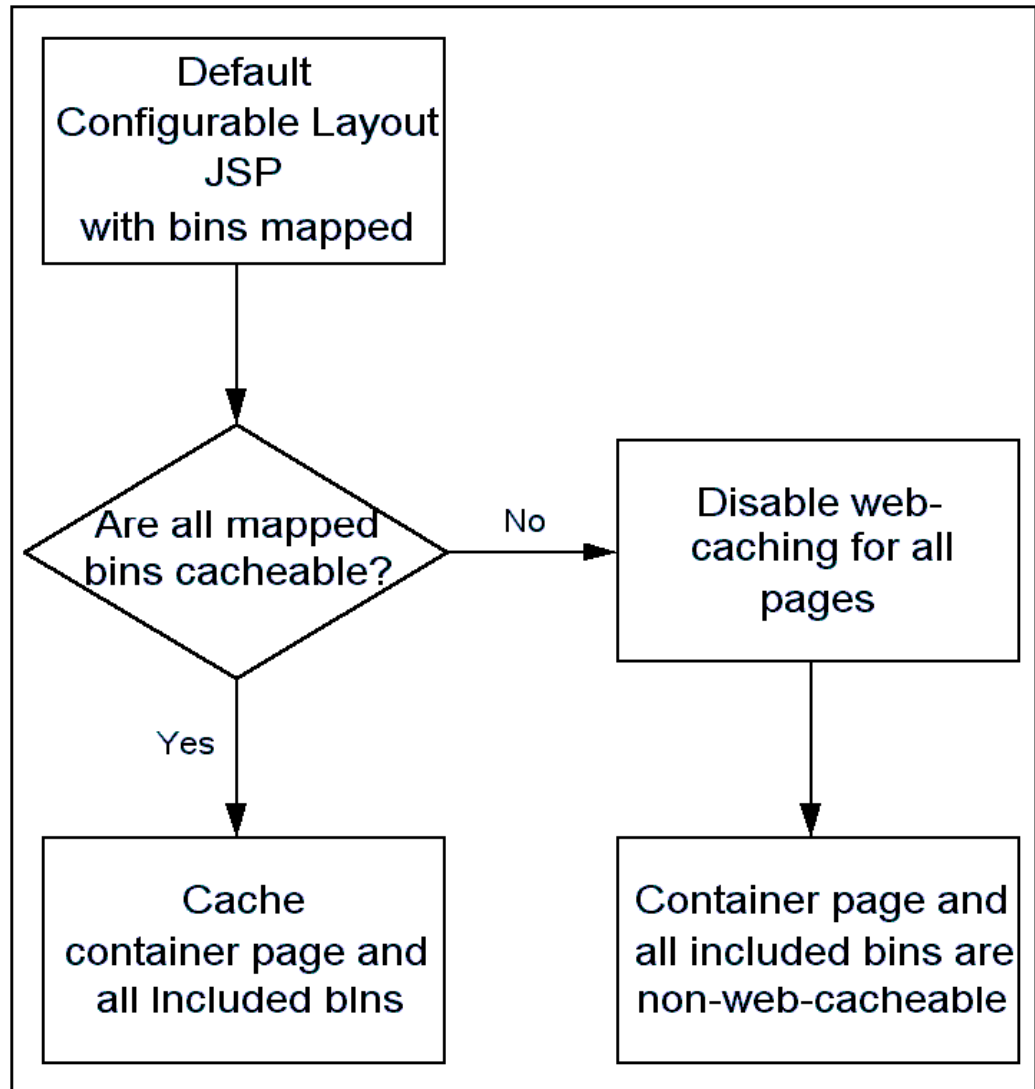 Default
Configurable Layout
JSP
with bins mapped
Are all mapped
bins cacheable?
No
Disable web-
caching for all
pages
Yes
Cache
container page and
all Included bIns
Container page and
all included bins are
non-web-cacheable